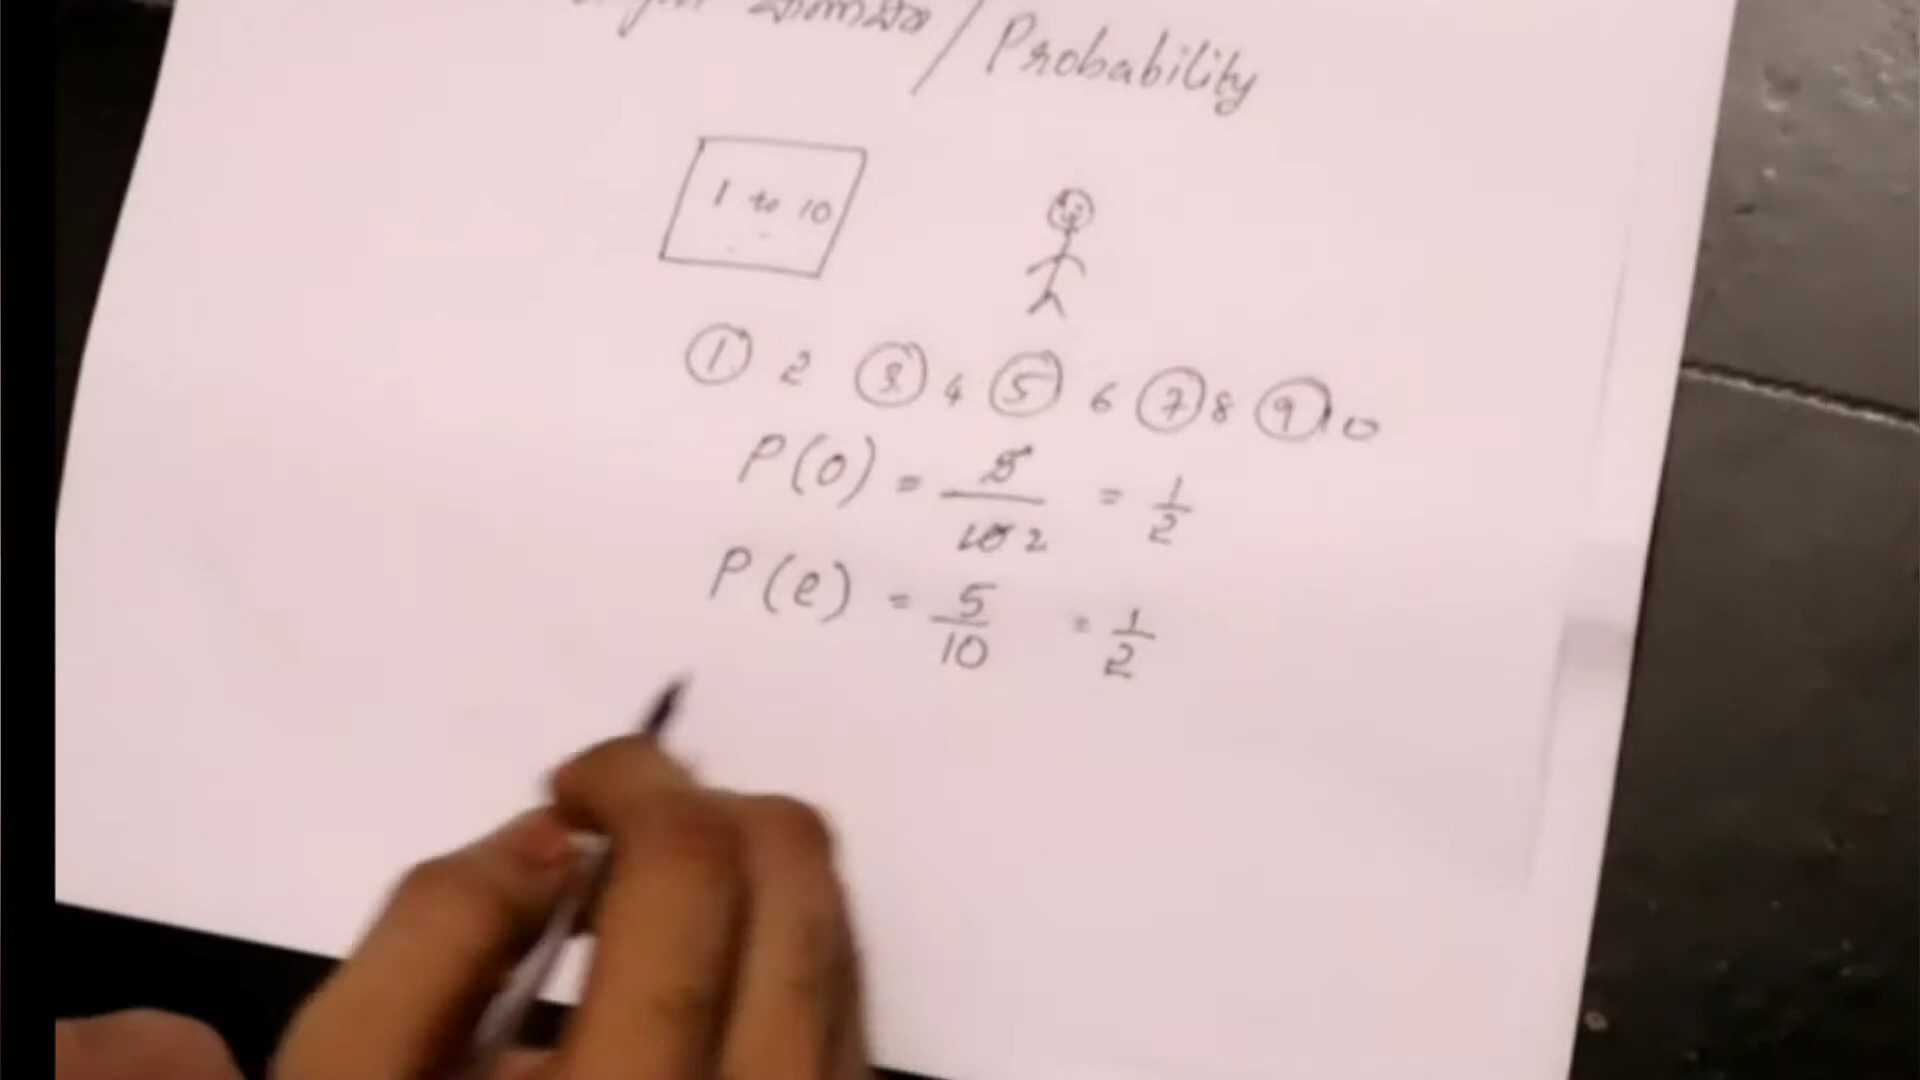 / Probability
1 to 10
1 2 3 4 5 6 7 8 9 10
P(o) = 5/10 2 = 1/2
P(e) = 5/10 = 1/2